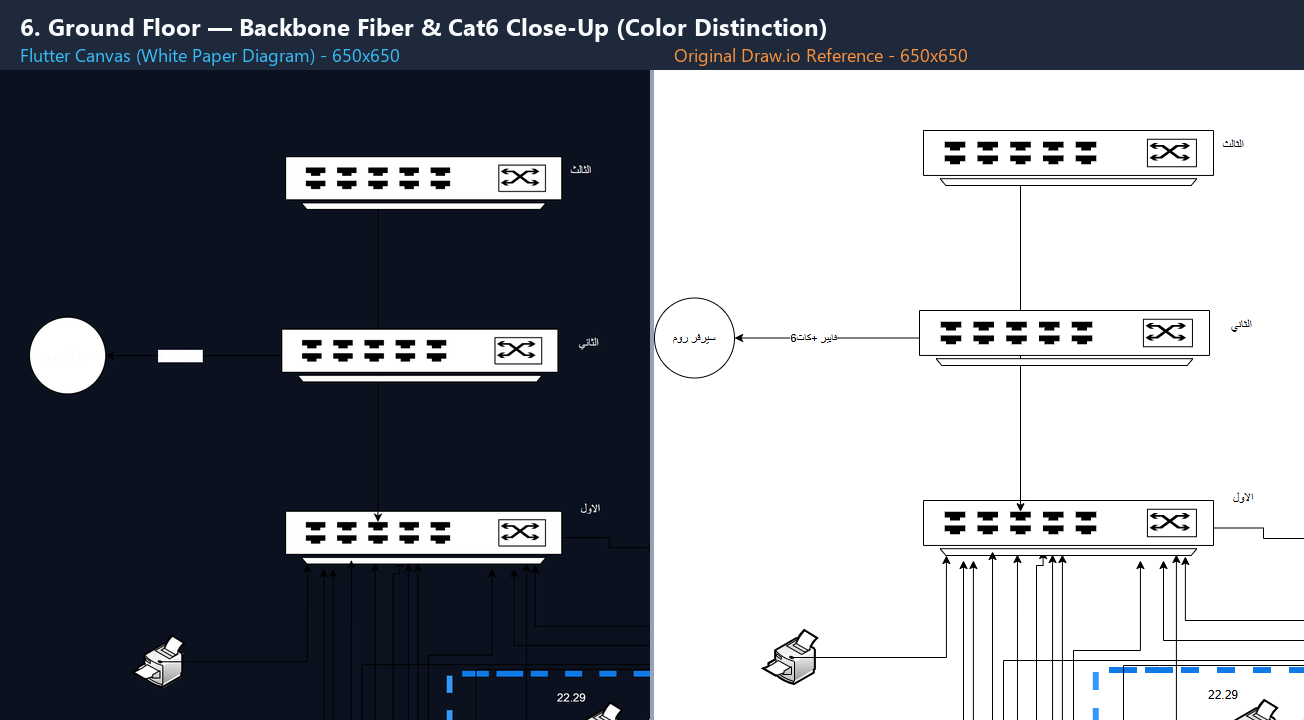 6. Ground Floor — Backbone Fiber & Cat6 Close-Up (Color Distinction)
Flutter Canvas (White Paper Diagram) - 650x650
Original Draw.io Reference - 650x650
الثالث
الثاني
الاول
22.29
الثالث
الثاني
سيرفر روم
فايبر +كات6
الاول
22.29